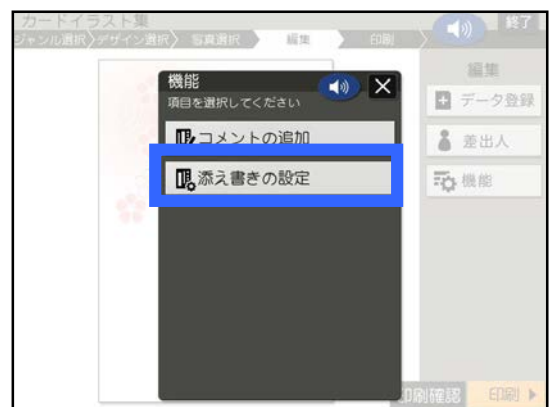 カードイラスト集
終了
ジャンル選択〉デザイン選択〉写真選択〉編集〉印刷
編集
データ登録
差出人
機能
機能
項目を選択してください
コメントの追加
添え書きの設定
印刷確認
印刷